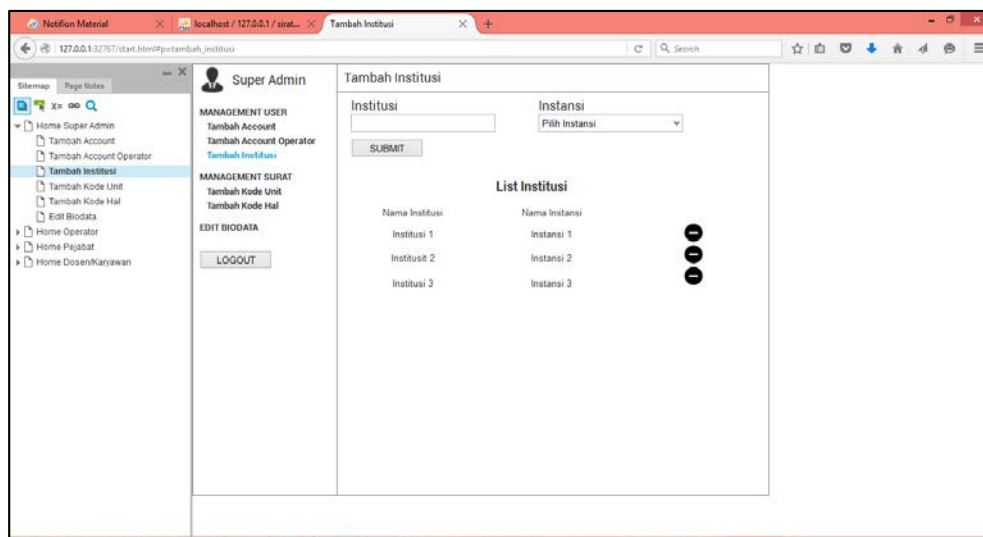 Notifion Material
localhost / 127.0.0.1 / sirat...
Tambah Institusi
127.0.0.1:32767/start.html#p=tambah_institusi
Search
Sitemap
Page Notes
X=
Home Super Admin
Tambah Account
Tambah Account Operator
Tambah Institusi
Tambah Kode Unit
Tambah Kode Hal
Edit Biodata
Home Operator
Home Pejabat
Home Dosen/Karyawan
Super Admin
MANAGEMENT USER
Tambah Account
Tambah Account Operator
Tambah Institusi
MANAGEMENT SURAT
Tambah Kode Unit
Tambah Kode Hal
EDIT BIODATA
LOGOUT
Tambah Institusi
Institusi Instansi
Pilih Instansi
SUBMIT
List Institusi
Nama Institusi Nama Instansi
Institusi 1 Instansi 1
Institusit 2 Instansi 2
Institusi 3 Instansi 3